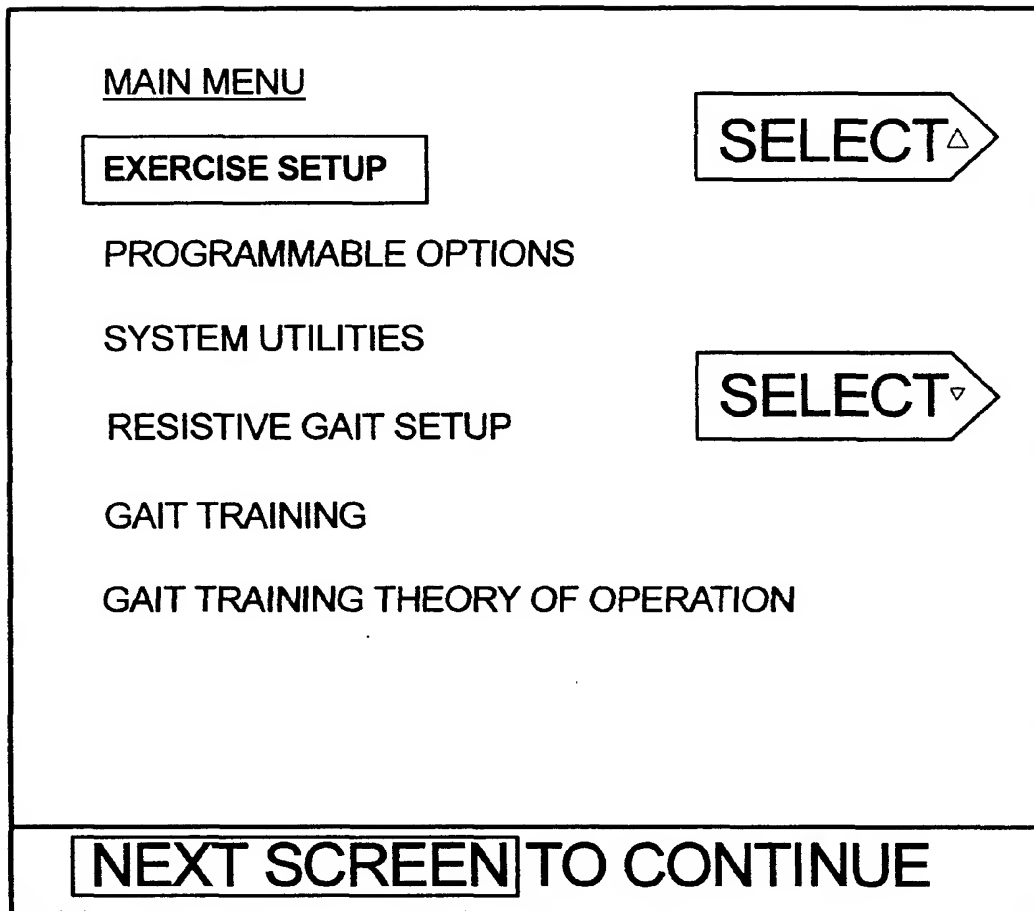 MAIN MENU
SELECT△
EXERCISE SETUP
PROGRAMMABLE OPTIONS
SYSTEM UTILITIES
SELECT▽
RESISTIVE GAIT SETUP
GAIT TRAINING
GAIT TRAINING THEORY OF OPERATION
NEXT SCREEN TO CONTINUE